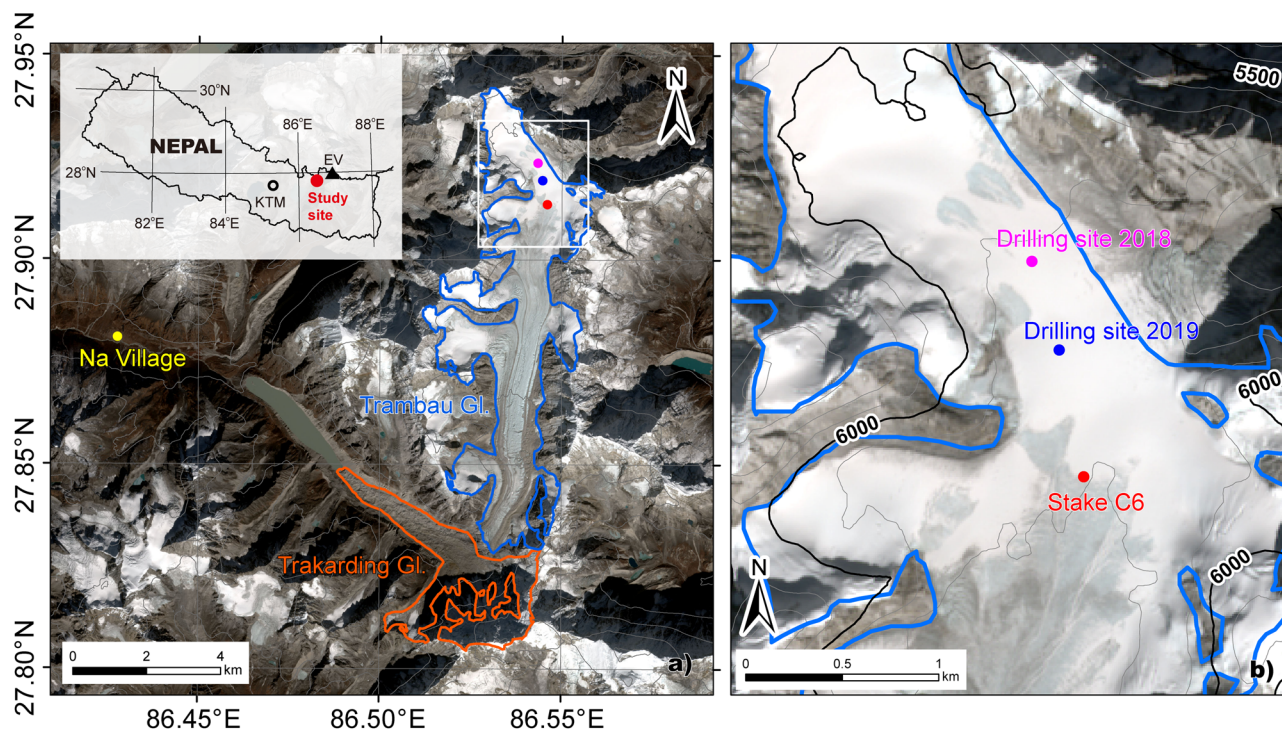 27.95°N
27.90°N
27.85°N
27.80°N
86.45°E
86.50°E
86.55°E
30°N
NEPAL
86°E
88°E
28°N
EV
KTM
Study
site
82°E
84°E
N
Na Village
Trambau Gl.
Trakarding Gl.
0 2 4
km
a)
5500
Drilling site 2018
Drilling site 2019
6000
6000
Stake C6
6000
N
0 0.5 1
km
b)